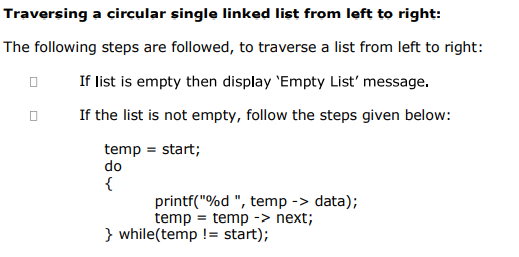 Traversing a circular single linked list from left to right:
The following steps are followed, to traverse a list from left to right:
If list is empty then display ‘Empty List’ message.
If the list is not empty, follow the steps given below:
temp = start;
do
{
printf("%d ", temp -> data);
temp = temp -> next;
} while(temp != start);